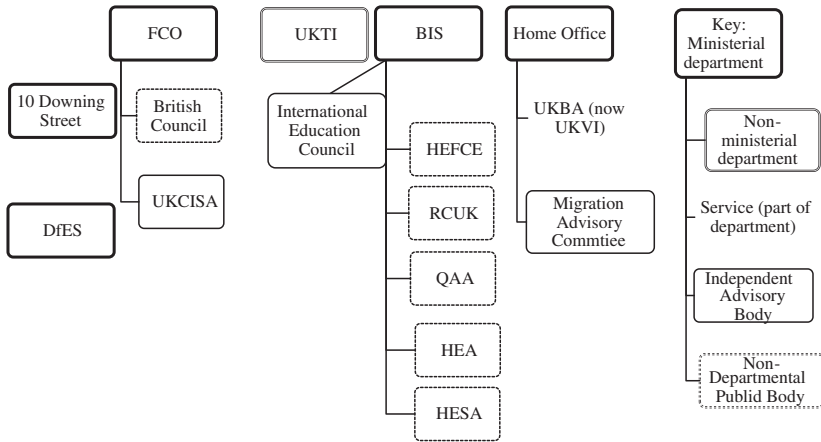 FCO
10 Downing
Street
British
Council
UKCISA
DfES
UKTI
BIS
International
Education
Council
HEFCE
RCUK
QAA
HEA
HESA
Home Office
UKBA (now
UKVI)
Migration
Advisory
Commtiee
Key:
Ministerial
department
Non-
ministerial
department
Service (part of
department)
Independent
Advisory
Body
Non-
Departmental
Publid Body